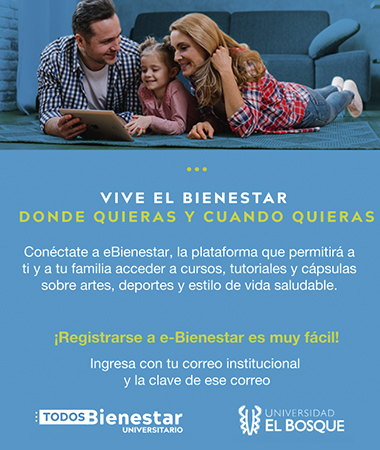 VIVE EL BIENESTAR
DONDE QUIERAS Y CUANDO QUIERAS
Conéctate a eBienestar, la plataforma que permitirá a
ti y a tu familia acceder a cursos, tutoriales y cápsulas
sobre artes, deportes y estilo de vida saludable.
¡Registrarse a e-Bienestar es muy fácil!
Ingresa con tu correo institucional
y la clave de ese correo
TODOS Bienestar
UNIVERSITARIO
UNIVERSIDAD
EL BOSQUE